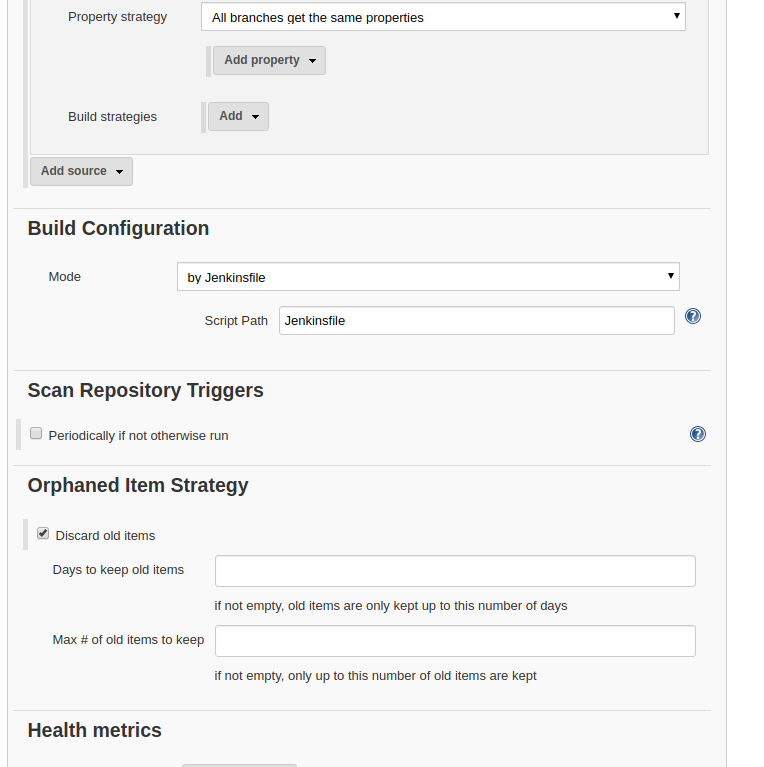 Property strategy
All branches get the same properties
Add property
Build strategies
Add
Add source
Build Configuration
Mode
by Jenkinsfile
Script Path
Jenkinsfile
Scan Repository Triggers
Periodically if not otherwise run
Orphaned Item Strategy
Discard old items
Days to keep old items
if not empty, old items are only kept up to this number of days
Max # of old items to keep
if not empty, only up to this number of old items are kept
Health metrics